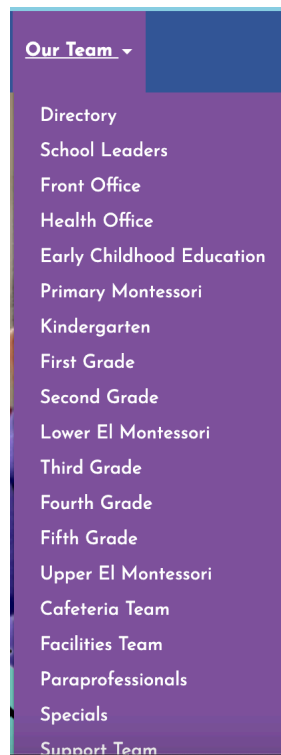 Our Team
Directory
School Leaders
Front Office
Health Office
Early Childhood Education
Primary Montessori
Kindergarten
First Grade
Second Grade
Lower El Montessori
Third Grade
Fourth Grade
Fifth Grade
Upper El Montessori
Cafeteria Team
Facilities Team
Paraprofessionals
Specials
Support Team